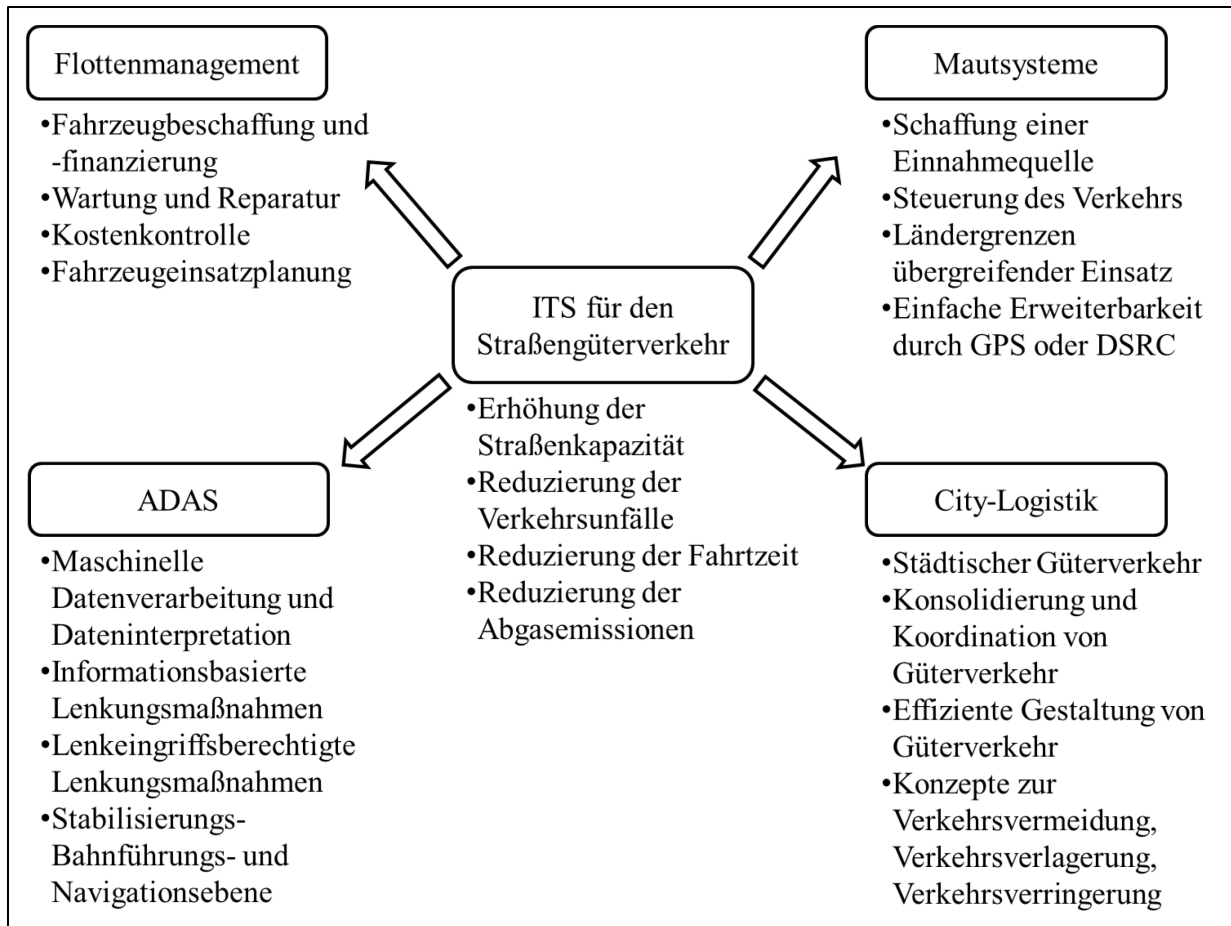 Flottenmanagement
•Fahrzeugbeschaffung und
-finanzierung
•Wartung und Reparatur
•Kostenkontrolle
•Fahrzeugeinsatzplanung
Mautsysteme
•Schaffung einer
Einnahmequelle
•Steuerung des Verkehrs
•Ländergrenzen
übergreifender Einsatz
•Einfache Erweiterbarkeit
durch GPS oder DSRC
ITS für den
Straßengüterverkehr
•Erhöhung der
Straßenkapazität
•Reduzierung der
Verkehrsunfälle
•Reduzierung der Fahrtzeit
•Reduzierung der
Abgasemissionen
ADAS
•Maschinelle
Datenverarbeitung und
Dateninterpretation
•Informationsbasierte
Lenkungsmaßnahmen
•Lenkeingriffsberechtigte
Lenkungsmaßnahmen
•Stabilisierungs-
Bahnführungs- und
Navigationsebene
City-Logistik
•Städtischer Güterverkehr
•Konsolidierung und
Koordination von
Güterverkehr
•Effiziente Gestaltung von
Güterverkehr
•Konzepte zur
Verkehrsvermeidung,
Verkehrsverlagerung,
Verkehrsverringerung